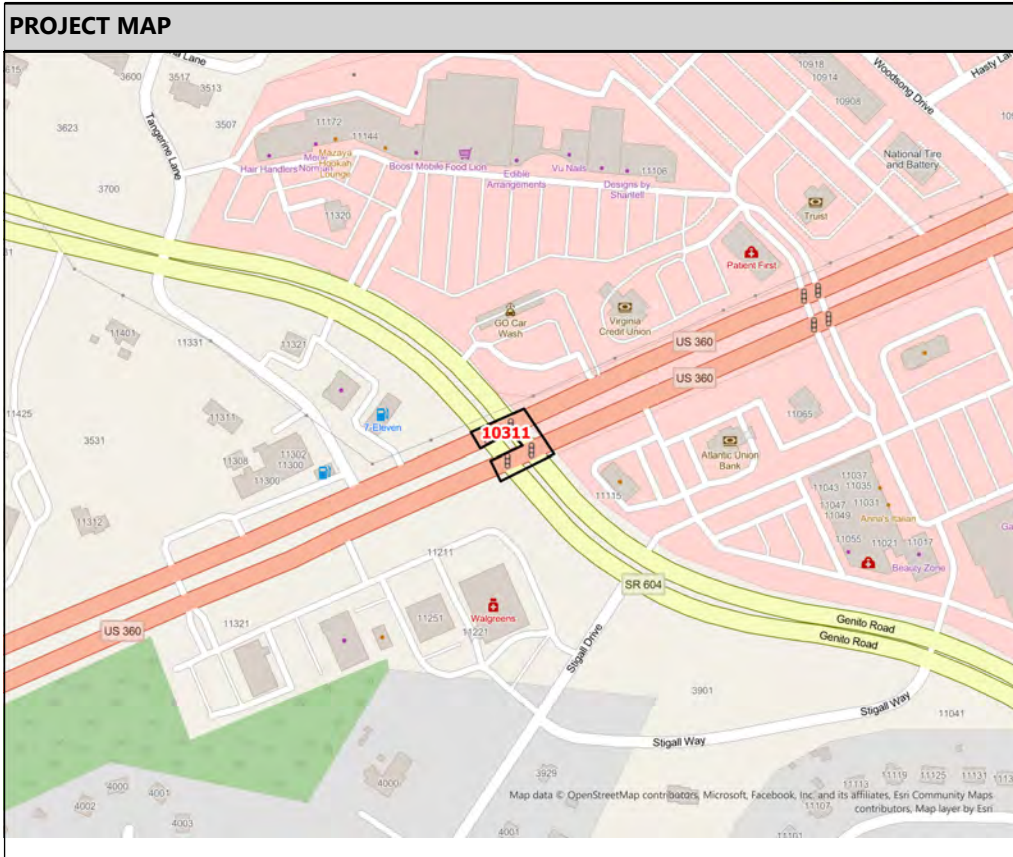 PROJECT MAP
3600
3517
3513
10918
10914
Woodsong Drive
Hasty
10908
3623
3507
11172
11144
Tangerine Lane
National Tire
and Battery
Mazaya
Hookah
Lounge
Hair Handlers
Boost Mobile
Food Lion
Edible
Arrangements
Vu Nails
11106
Designs by
Shantell
3700
11320
Truist
Patient First
GO Car
Wash
Virginia
Credit Union
US 360
11401
11331
11321
US 360
11425
11311
7-Eleven
11065
3531
10311
Atlantic Union
Bank
11308
11302
11300
11300
11115
11037
11043
11035
11047
11031
11049
Anna's Italian
11312
11055
11021
11017
Beauty Zone
11211
SR 604
Walgreens
11251
11221
US 360
11321
Genito Road
Genito Road
Stigall Drive
3901
Stigall Way
11041
Stigall Way
3929
4000
4000
4001
4002
4003
4001
11113
11119
11125
11131
11107
11101
Map data © OpenStreetMap contributors, Microsoft, Facebook, Inc. and its affiliates, Esri Community Maps
contributors, Map layer by Esri